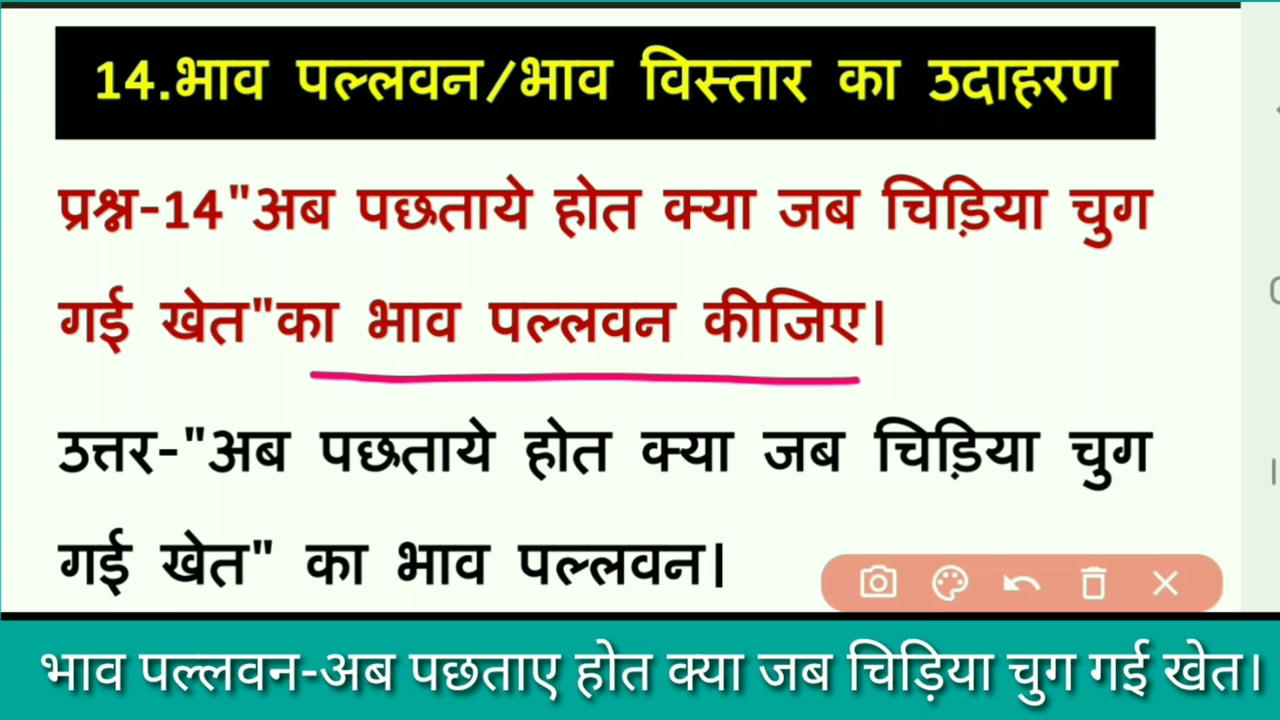 14.भाव पल्लवन/भाव विस्तार का उदाहरण
प्रश्न-14"अब पछताये होत क्या जब चिड़िया चुग
गई खेत"का भाव पल्लवन कीजिए।
उत्तर-"अब पछताये होत क्या जब चिड़िया चुग
गई खेत" का भाव पल्लवन।
भाव पल्लवन-अब पछताए होत क्या जब चिड़िया चुग गई खेत।